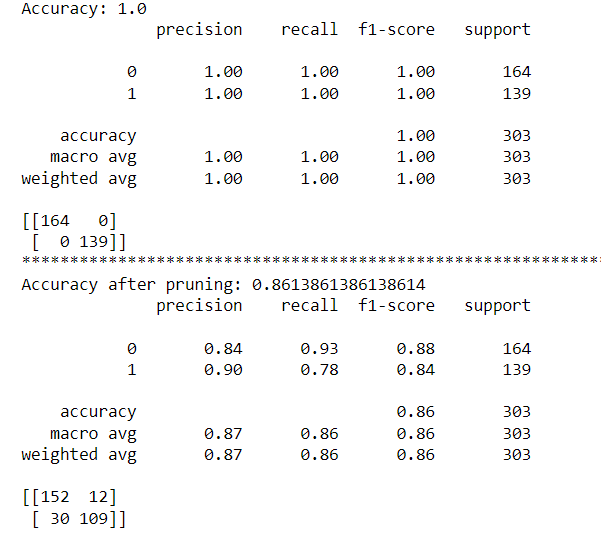 Accuracy: 1.0
              precision    recall  f1-score   support

           0       1.00      1.00      1.00       164
           1       1.00      1.00      1.00       139

    accuracy                           1.00       303
   macro avg       1.00      1.00      1.00       303
weighted avg       1.00      1.00      1.00       303

[[164   0]
 [  0 139]]
************************************************************
Accuracy after pruning: 0.8613861386138614
              precision    recall  f1-score   support

           0       0.84      0.93      0.88       164
           1       0.90      0.78      0.84       139

    accuracy                           0.86       303
   macro avg       0.87      0.86      0.86       303
weighted avg       0.87      0.86      0.86       303

[[152  12]
 [ 30 109]]